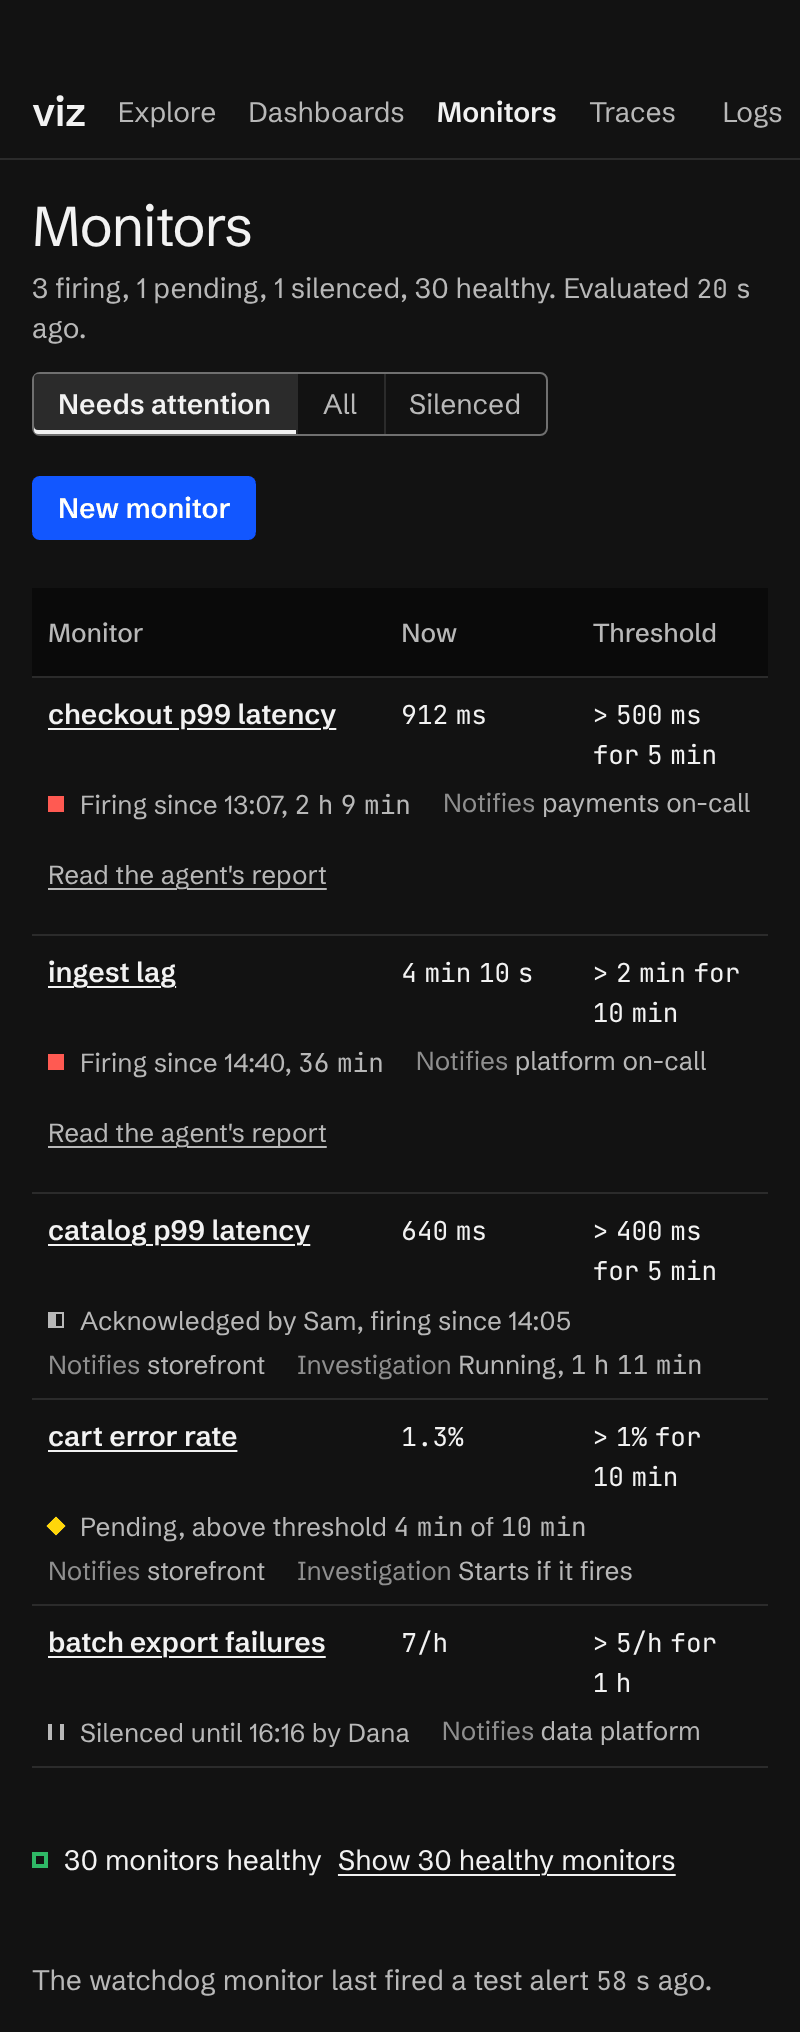 viz Explore Dashboards Monitors Traces Logs
Monitors
3 firing, 1 pending, 1 silenced, 30 healthy. Evaluated 20 s
ago.
Needs attention All Silenced
New monitor
Monitor Now Threshold
checkout p99 latency 912 ms > 500 ms
for 5 min
Firing since 13:07, 2 h 9 min Notifies payments on-call
Read the agent's report
ingest lag 4 min 10 s > 2 min for
10 min
Firing since 14:40, 36 min Notifies platform on-call
Read the agent's report
catalog p99 latency 640 ms > 400 ms
for 5 min
Acknowledged by Sam, firing since 14:05
Notifies storefront Investigation Running, 1 h 11 min
cart error rate 1.3% > 1% for
10 min
Pending, above threshold 4 min of 10 min
Notifies storefront Investigation Starts if it fires
batch export failures 7/h > 5/h for
1 h
Silenced until 16:16 by Dana Notifies data platform
30 monitors healthy Show 30 healthy monitors
The watchdog monitor last fired a test alert 58 s ago.